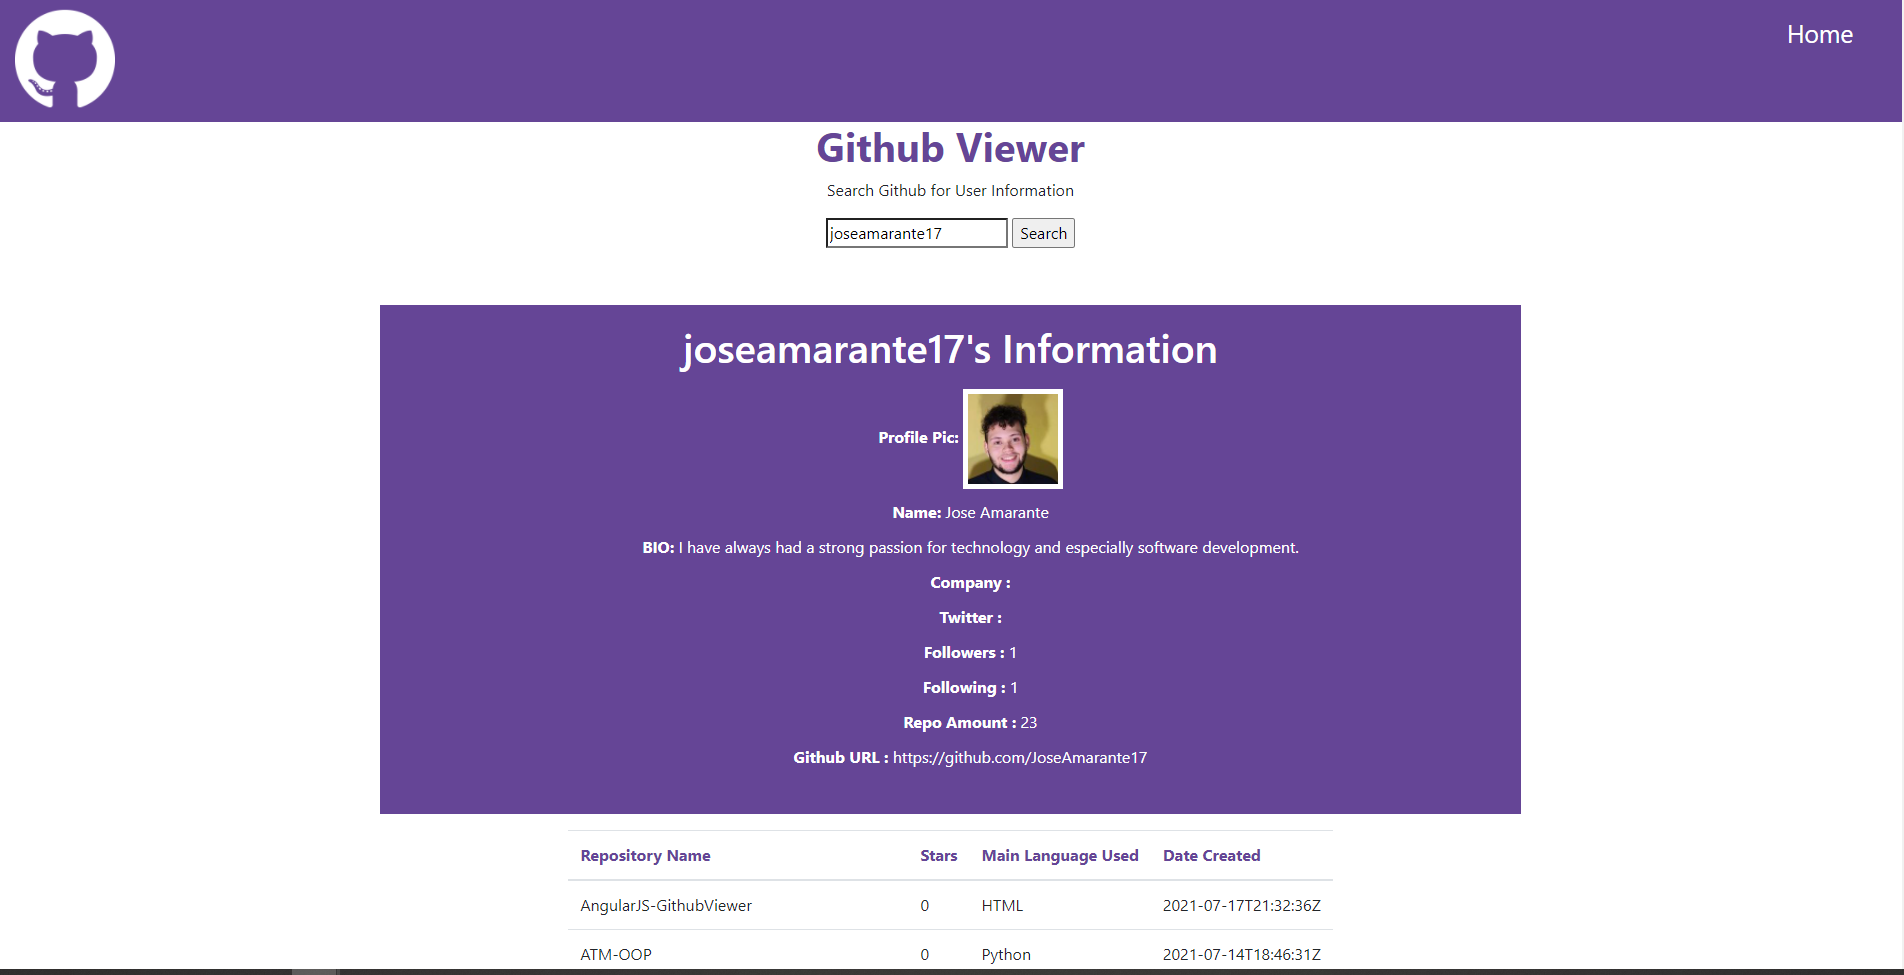 Home
Github Viewer
Search Github for User Information
joseamarante17 Search
joseamarante17's Information
Profile Pic:
Name: Jose Amarante
BIO: I have always had a strong passion for technology and especially software development.
Company :
Twitter :
Followers : 1
Following : 1
Repo Amount : 23
Github URL : https://github.com/JoseAmarante17
Repository Name Stars Main Language Used Date Created
AngularJS-GithubViewer 0 HTML 2021-07-17T21:32:36Z
ATM-OOP 0 Python 2021-07-14T18:46:31Z